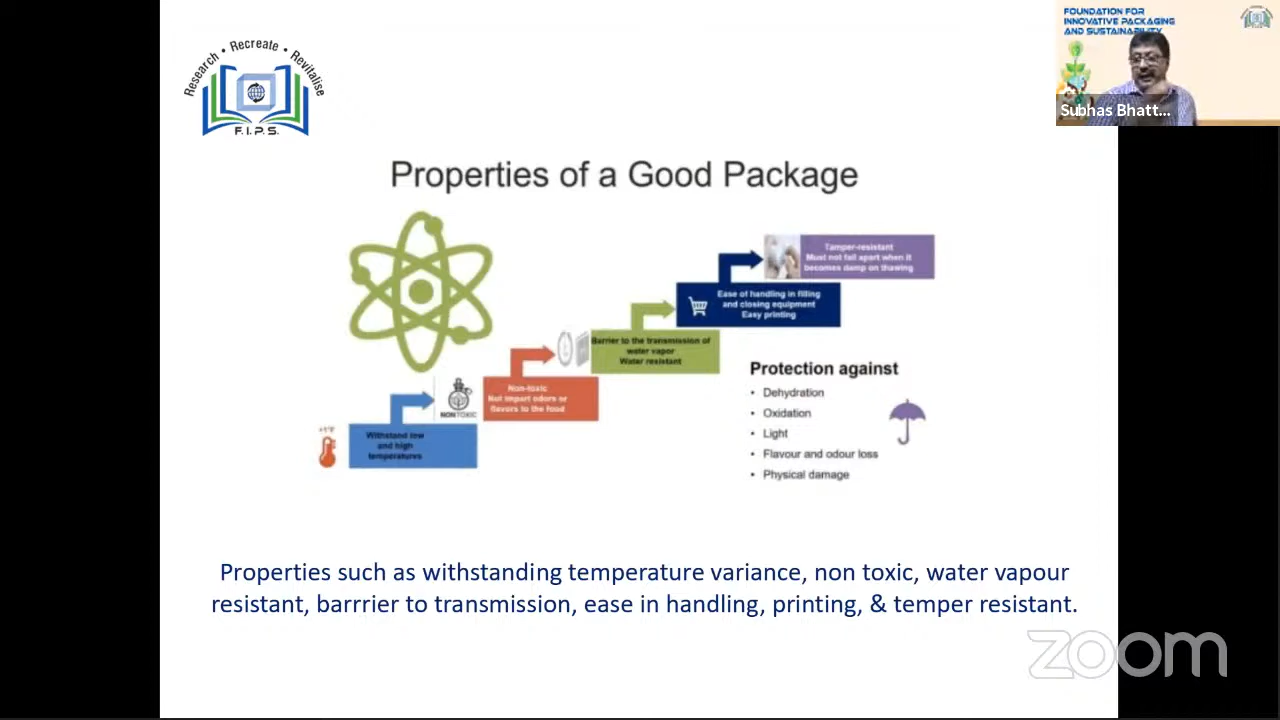 Research • Recreate • Revitalise
F.I.P.S.
FOUNDATION FOR
INNOVATIVE PACKAGING
AND SUSTAINABILITY
Subhas Bhatt...
Properties of a Good Package
Tamper-resistant
Must not fall apart when it
becomes damp on thawing
Ease of handling in filling
and closing equipment
Easy printing
Barrier to the transmission of
water vapor
Water resistant
Non-toxic
Not impart odors or
flavors to the food
NON TOXIC
Withstand low
and high
temperatures
Protection against
• Dehydration
• Oxidation
• Light
• Flavour and odour loss
• Physical damage
Properties such as withstanding temperature variance, non toxic, water vapour
resistant, barrrier to transmission, ease in handling, printing, & temper resistant.
zoom